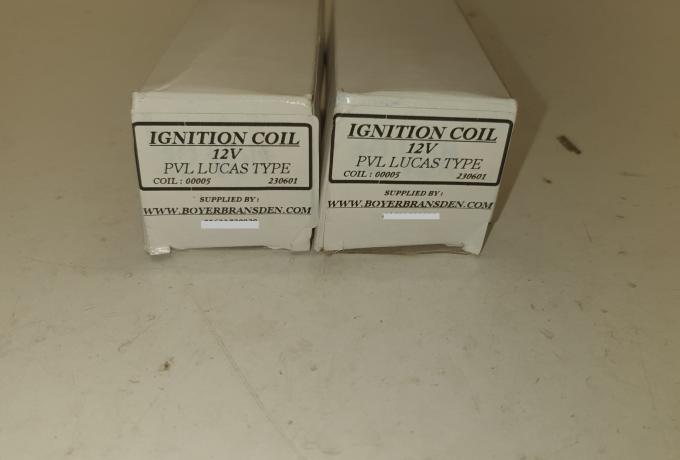 IGNITION COIL
12V
PVL LUCAS TYPE
COIL : 00005 230601
SUPPLIED BY :
WWW.BOYERBRANSDEN.COM
IGNITION COIL
12V
PVL LUCAS TYPE
COIL : 00005 230601
SUPPLIED BY :
WWW.BOYERBRANSDEN.COM